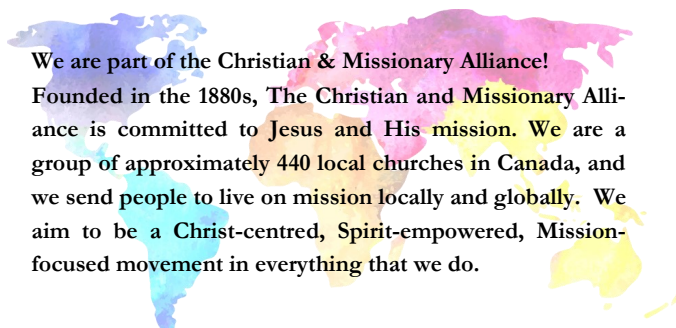 We are part of the Christian & Missionary Alliance!
Founded in the 1880s, The Christian and Missionary Alli-
ance is committed to Jesus and His mission. We are a
group of approximately 440 local churches in Canada, and
we send people to live on mission locally and globally.  We
aim to be a Christ-centred, Spirit-empowered, Mission-
focused movement in everything that we do.